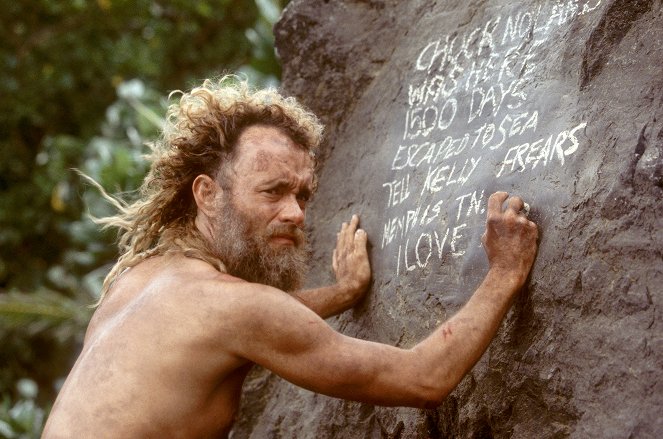 CHUCK NOLAND
WAS HERE
1500 DAYS
ESCAPED TO SEA
TELL KELLY FREARS
MEMPHIS TN.
I LOVE